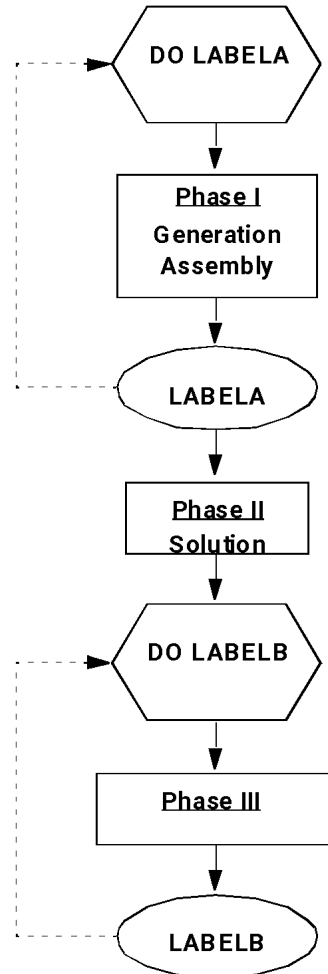 DO LABELA
Phase I
Generation
Assembly
LABELA
Phase II
Solution
DO LABELB
Phase III
LABELB